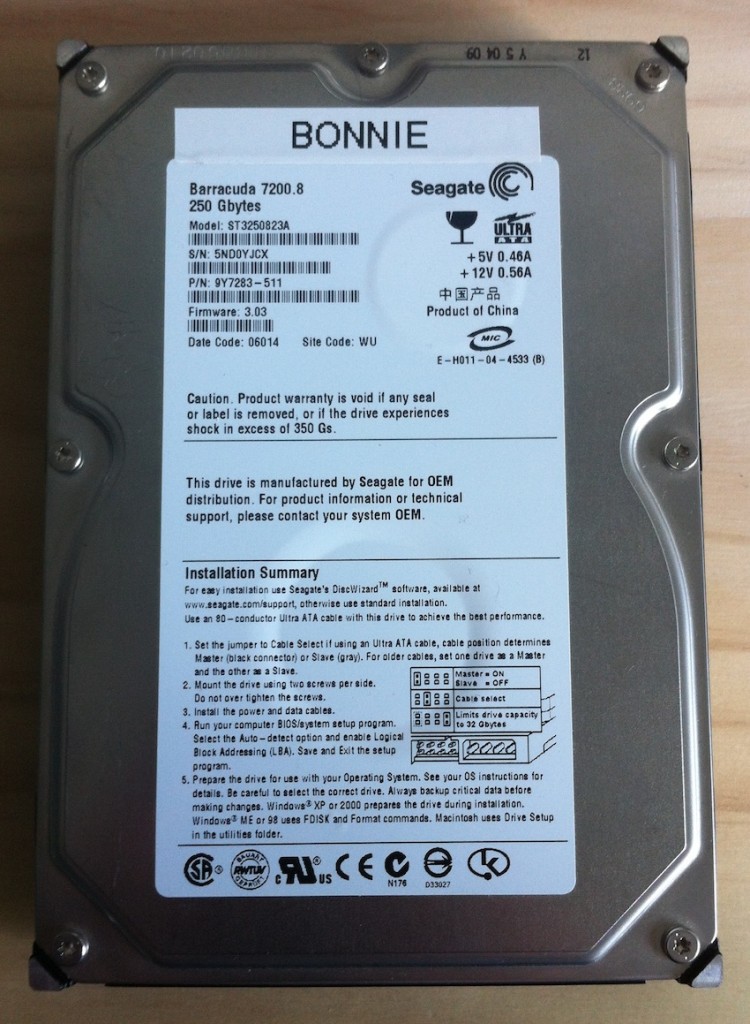 12 Y 5 04 09
BONNIE
Barracuda 7200.8
250 Gbytes
Seagate
Model: ST3250823A
S/N: 5ND0YJCX
P/N: 9Y7283-511
Firmware: 3.03
Date Code: 06014 Site Code: WU
ULTRA
ATA
+5V 0.46A
+12V 0.56A
中国产品
Product of China
MIC
E-H011-04-4533 (B)
Caution. Product warranty is void if any seal
or label is removed, or if the drive experiences
shock in excess of 350 Gs.
This drive is manufactured by Seagate for OEM
distribution. For product information or technical
support, please contact your system OEM.
Installation Summary
For easy installation use Seagate's DiscWizard™ software, available at
www.seagate.com/support, otherwise use standard installation.
Use an 80-conductor Ultra ATA cable with this drive to achieve the best performance.
1. Set the jumper to Cable Select if using an Ultra ATA cable, cable position determines
Master (black connector) or Slave (gray). For older cables, set one drive as a Master
and the other as a Slave.
2. Mount the drive using two screws per side.
Do not over tighten the screws.
3. Install the power and data cables.
4. Run your computer BIOS/system setup program.
Select the Auto-detect option and enable Logical
Block Addressing (LBA). Save and Exit the setup
program.
Master = ON
Slave = OFF
Cable select
Limits drive capacity
to 32 Gbytes
5. Prepare the drive for use with your Operating System. See your OS instructions for
details. Be careful to select the correct drive. Always backup critical data before
making changes. Windows® XP or 2000 prepares the drive during installation.
Windows® ME or 98 uses FDISK and Format commands. Macintosh uses Drive Setup
in the utilities folder.
SA ® BAUART RWTÜV GEPRÜFT c RU ® US CE N176 D33027 K